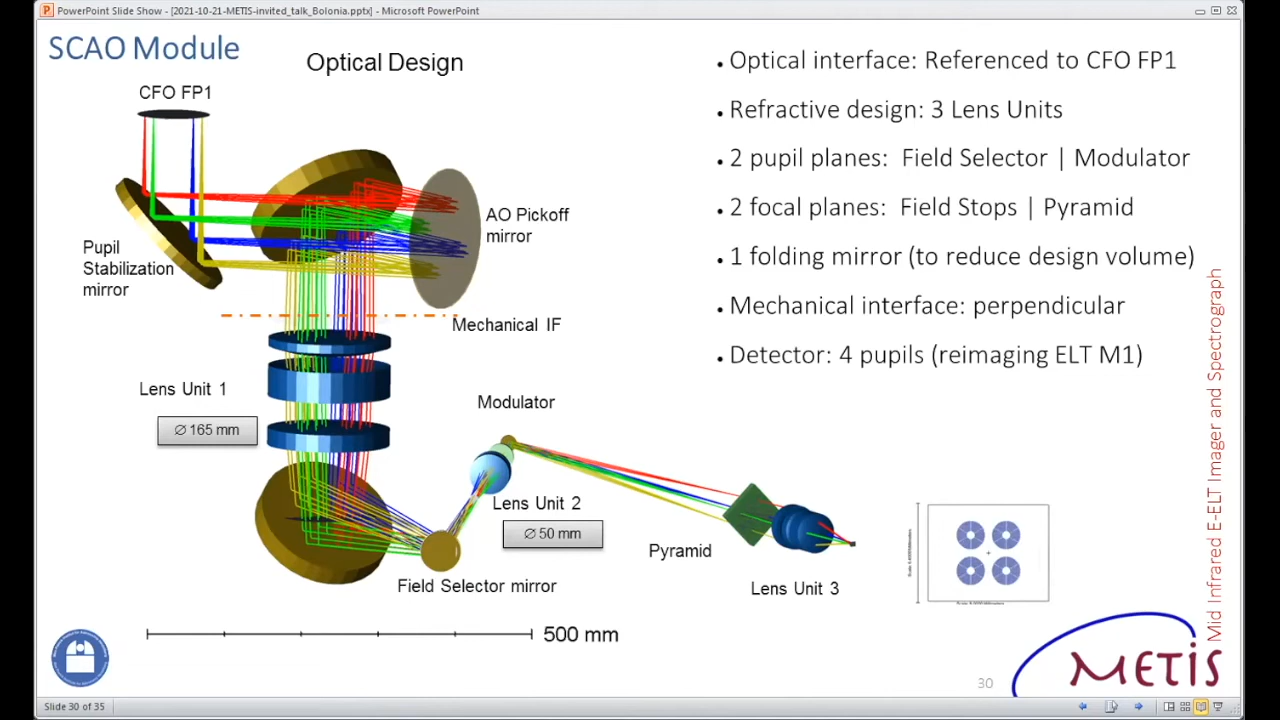 PowerPoint Slide Show - [2021-10-21-METIS-invited_talk_Bolonia.pptx] - Microsoft PowerPoint
SCAO Module
Optical Design
CFO FP1
AO Pickoff
mirror
Pupil
Stabilization
mirror
Mechanical IF
Lens Unit 1
∅ 165 mm
Modulator
Lens Unit 2
∅ 50 mm
Pyramid
Field Selector mirror
Lens Unit 3
500 mm
• Optical interface: Referenced to CFO FP1
• Refractive design: 3 Lens Units
• 2 pupil planes: Field Selector | Modulator
• 2 focal planes: Field Stops | Pyramid
• 1 folding mirror (to reduce design volume)
• Mechanical interface: perpendicular
• Detector: 4 pupils (reimaging ELT M1)
Mid Infrared E-ELT Imager and Spectrograph
METIS
30
Slide 30 of 35